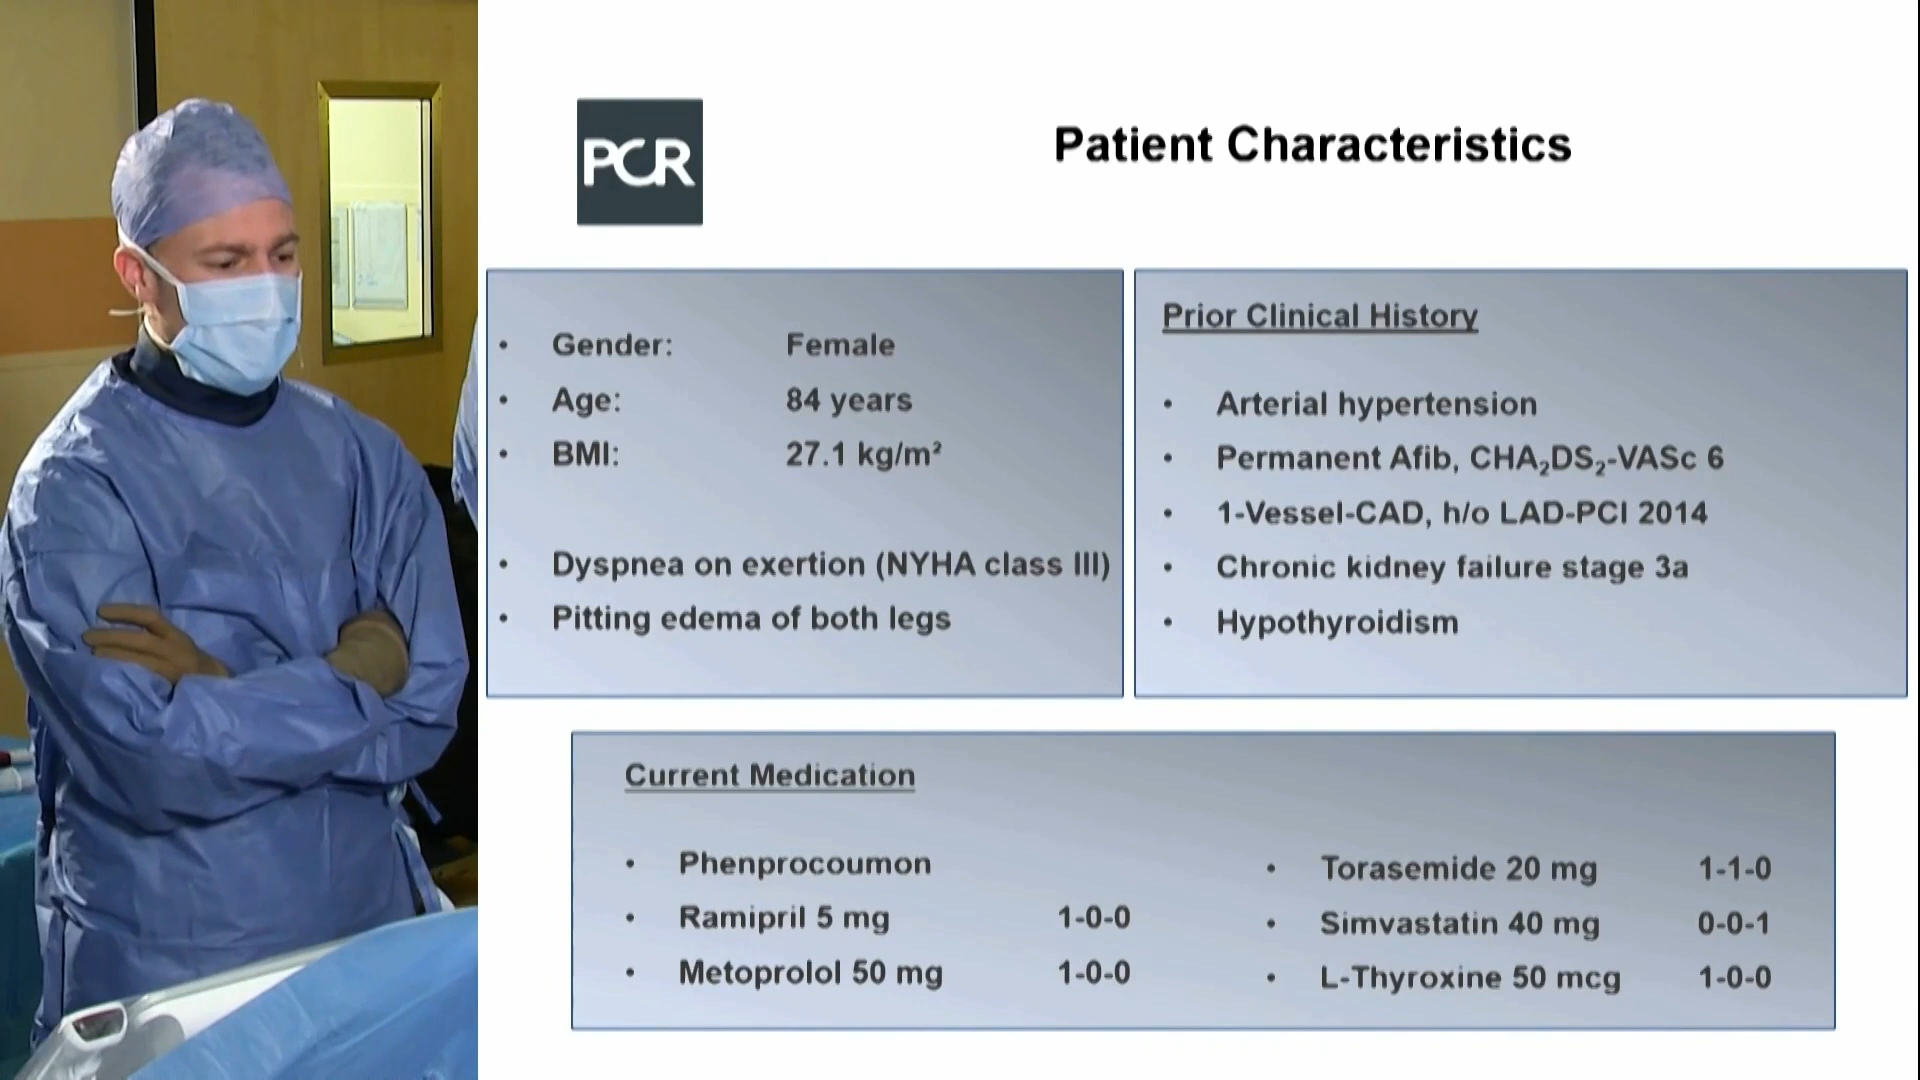 PCR
Patient Characteristics
• Gender: Female
• Age: 84 years
• BMI: 27.1 kg/m²
• Dyspnea on exertion (NYHA class III)
• Pitting edema of both legs
Prior Clinical History
• Arterial hypertension
• Permanent Afib, CHA₂DS₂-VASc 6
• 1-Vessel-CAD, h/o LAD-PCI 2014
• Chronic kidney failure stage 3a
• Hypothyroidism
Current Medication
• Phenprocoumon
• Ramipril 5 mg 1-0-0
• Metoprolol 50 mg 1-0-0
• Torasemide 20 mg 1-1-0
• Simvastatin 40 mg 0-0-1
• L-Thyroxine 50 mcg 1-0-0